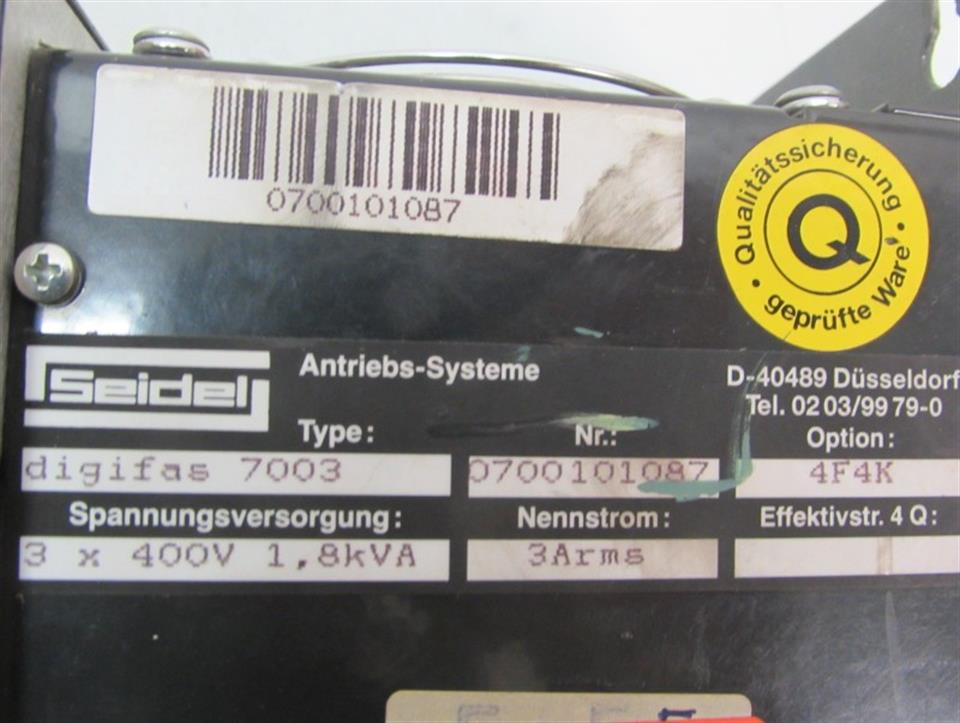 0700101087
Qualitätssicherung
Q
geprüfte Ware
Seidel
Antriebs-Systeme
D-40489 Düsseldorf
Tel. 02 03/99 79-0
Type: Nr.: Option:
digifas 7003 0700101087 4F4K
Spannungsversorgung: Nennstrom: Effektivstr. 4 Q:
3 x 400V 1,8kVA 3Arms